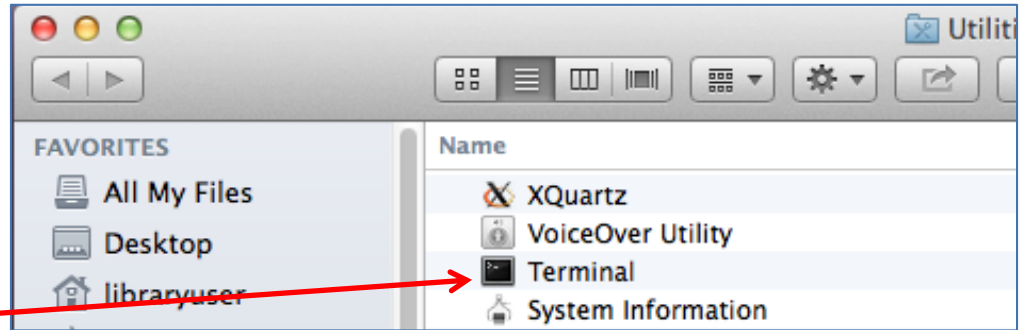 Utiliti
FAVORITES
All My Files
Desktop
libraryuser
Name
XQuartz
VoiceOver Utility
Terminal
System Information